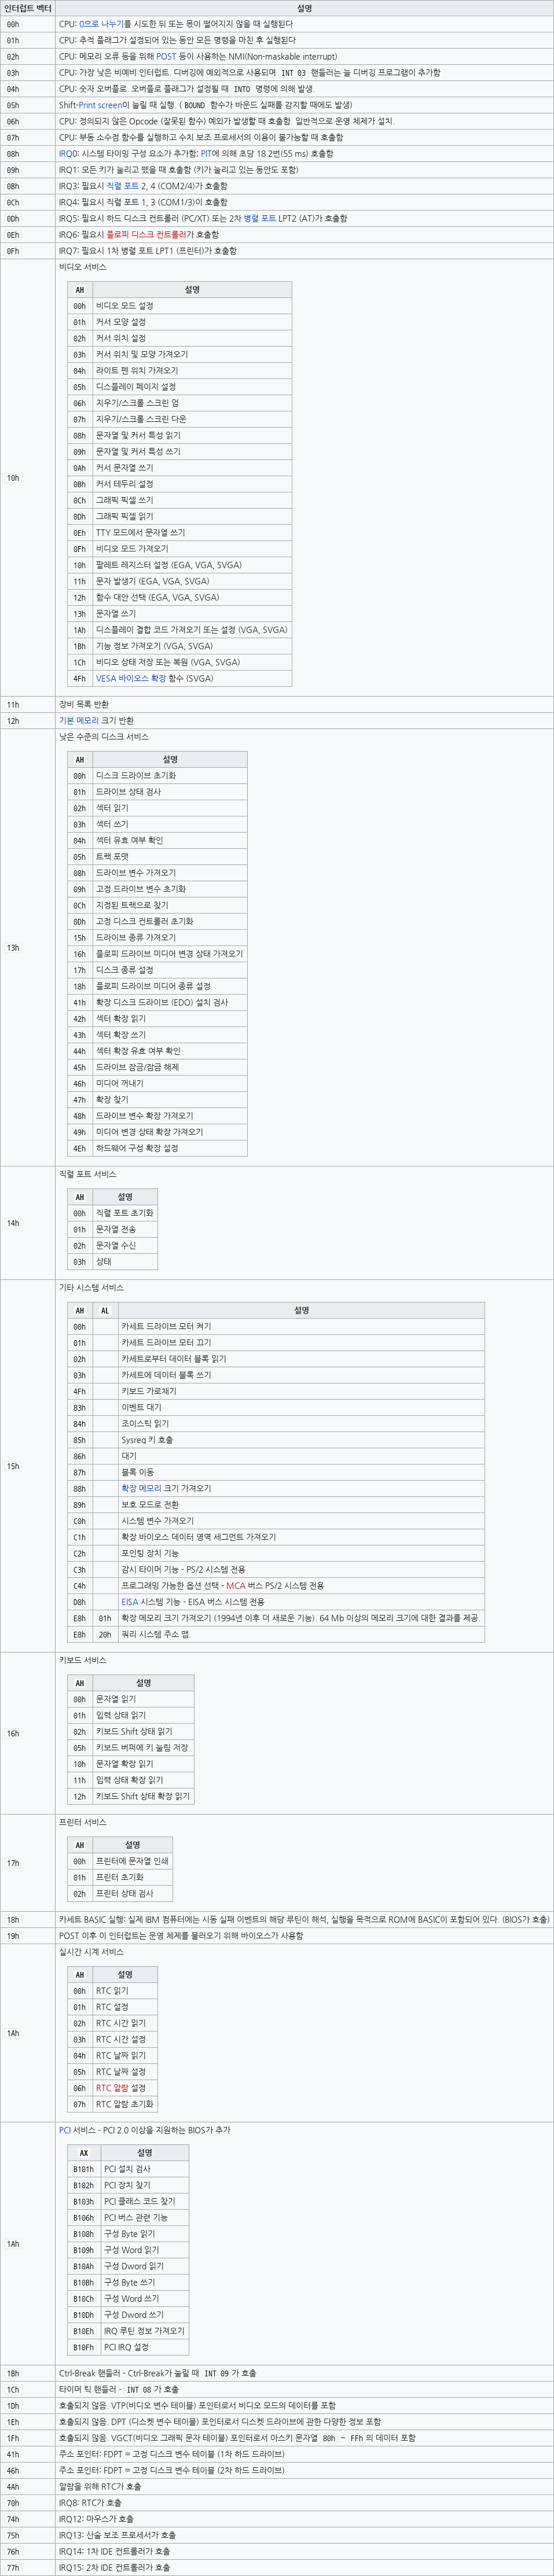 인터럽트 벡터 설명
00h CPU: 0으로 나누기를 시도한 뒤 또는 몫이 떨어지지 않을 때 실행된다
01h CPU: 추적 플래그가 설정되어 있는 동안 모든 명령을 마친 후 실행된다
02h CPU: 메모리 오류 등을 위해 POST 등이 사용하는 NMI(Non-maskable interrupt)
03h CPU: 가장 낮은 비예비 인터럽트. 디버깅에 예외적으로 사용되며 INT 03 핸들러는 늘 디버깅 프로그램이 추가함
04h CPU: 숫자 오버플로. 오버플로 플래그가 설정될 때 INTO 명령에 의해 발생.
05h Shift-Print screen이 눌릴 때 실행. ( BOUND 함수가 바운드 실패를 감지할 때에도 발생)
06h CPU: 정의되지 않은 Opcode (잘못된 함수) 예외가 발생할 때 호출함. 일반적으로 운영 체제가 설치.
07h CPU: 부동 소수점 함수를 실행하고 수치 보조 프로세서의 이용이 불가능할 때 호출함
08h IRQ0: 시스템 타이밍 구성 요소가 추가함; PIT에 의해 초당 18.2번(55 ms) 호출함
09h IRQ1: 모든 키가 눌리고 뗐을 때 호출함 (키가 눌리고 있는 동안도 포함)
0Bh IRQ3: 필요시 직렬 포트 2, 4 (COM2/4)가 호출함
0Ch IRQ4: 필요시 직렬 포트 1, 3 (COM1/3)이 호출함
0Dh IRQ5: 필요시 하드 디스크 컨트롤러 (PC/XT) 또는 2차 병렬 포트 LPT2 (AT)가 호출함
0Eh IRQ6: 필요시 플로피 디스크 컨트롤러가 호출함
0Fh IRQ7: 필요시 1차 병렬 포트 LPT1 (프린터)가 호출함
10h 비디오 서비스
AH 설명
00h 비디오 모드 설정
01h 커서 모양 설정
02h 커서 위치 설정
03h 커서 위치 및 모양 가져오기
04h 라이트 펜 위치 가져오기
05h 디스플레이 페이지 설정
06h 지우기/스크롤 스크린 업
07h 지우기/스크롤 스크린 다운
08h 문자열 및 커서 특성 읽기
09h 문자열 및 커서 특성 쓰기
0Ah 커서 문자열 쓰기
0Bh 커서 테두리 설정
0Ch 그래픽 픽셀 쓰기
0Dh 그래픽 픽셀 읽기
0Eh TTY 모드에서 문자열 쓰기
0Fh 비디오 모드 가져오기
10h 팔레트 레지스터 설정 (EGA, VGA, SVGA)
11h 문자 발생기 (EGA, VGA, SVGA)
12h 함수 대안 선택 (EGA, VGA, SVGA)
13h 문자열 쓰기
1Ah 디스플레이 결합 코드 가져오기 또는 설정 (VGA, SVGA)
1Bh 기능 정보 가져오기 (VGA, SVGA)
1Ch 비디오 상태 저장 또는 복원 (VGA, SVGA)
4Fh VESA 바이오스 확장 함수 (SVGA)
11h 장비 목록 반환
12h 기본 메모리 크기 반환
13h 낮은 수준의 디스크 서비스
AH 설명
00h 디스크 드라이브 초기화
01h 드라이브 상태 검사
02h 섹터 읽기
03h 섹터 쓰기
04h 섹터 유효 여부 확인
05h 트랙 포맷
08h 드라이브 변수 가져오기
09h 고정 드라이브 변수 초기화
0Ch 지정된 트랙으로 찾기
0Dh 고정 디스크 컨트롤러 초기화
15h 드라이브 종류 가져오기
16h 플로피 드라이브 미디어 변경 상태 가져오기
17h 디스크 종류 설정
18h 플로피 드라이브 미디어 종류 설정
41h 확장 디스크 드라이브 (EDO) 설치 검사
42h 섹터 확장 읽기
43h 섹터 확장 쓰기
44h 섹터 확장 유효 여부 확인
45h 드라이브 잠금/잠금 해제
46h 미디어 꺼내기
47h 확장 찾기
48h 드라이브 변수 확장 가져오기
49h 미디어 변경 상태 확장 가져오기
4Eh 하드웨어 구성 확장 설정
14h 직렬 포트 서비스
AH 설명
00h 직렬 포트 초기화
01h 문자열 전송
02h 문자열 수신
03h 상태
15h 기타 시스템 서비스
AH AL 설명
00h 카세트 드라이브 모터 켜기
01h 카세트 드라이브 모터 끄기
02h 카세트로부터 데이터 블록 읽기
03h 카세트에 데이터 블록 쓰기
4Fh 키보드 가로채기
83h 이벤트 대기
84h 조이스틱 읽기
85h Sysreq 키 호출
86h 대기
87h 블록 이동
88h 확장 메모리 크기 가져오기
89h 보호 모드로 전환
C0h 시스템 변수 가져오기
C1h 확장 바이오스 데이터 영역 세그먼트 가져오기
C2h 포인팅 장치 기능
C3h 감시 타이머 기능 - PS/2 시스템 전용
C4h 프로그래밍 가능한 옵션 선택 - MCA 버스 PS/2 시스템 전용
D8h EISA 시스템 기능 - EISA 버스 시스템 전용
E8h 01h 확장 메모리 크기 가져오기 (1994년 이후 더 새로운 기능). 64 Mb 이상의 메모리 크기에 대한 결과를 제공.
E8h 20h 쿼리 시스템 주소 맵.
16h 키보드 서비스
AH 설명
00h 문자열 읽기
01h 입력 상태 읽기
02h 키보드 Shift 상태 읽기
05h 키보드 버퍼에 키 눌림 저장
10h 문자열 확장 읽기
11h 입력 상태 확장 읽기
12h 키보드 Shift 상태 확장 읽기
17h 프린터 서비스
AH 설명
00h 프린터에 문자열 인쇄
01h 프린터 초기화
02h 프린터 상태 검사
18h 카세트 BASIC 실행: 실제 IBM 컴퓨터에는 시동 실패 이벤트의 해당 루틴이 해석, 실행을 목적으로 ROM에 BASIC이 포함되어 있다. (BIOS가 호출)
19h POST 이후 이 인터럽트는 운영 체제를 불러오기 위해 바이오스가 사용함
1Ah 실시간 시계 서비스
AH 설명
00h RTC 읽기
01h RTC 설정
02h RTC 시간 읽기
03h RTC 시간 설정
04h RTC 날짜 읽기
05h RTC 날짜 설정
06h RTC 알람 설정
07h RTC 알람 초기화
1Ah PCI 서비스 - PCI 2.0 이상을 지원하는 BIOS가 추가
AX 설명
B101h PCI 설치 검사
B102h PCI 장치 찾기
B103h PCI 클래스 코드 찾기
B106h PCI 버스 관련 기능
B108h 구성 Byte 읽기
B109h 구성 Word 읽기
B10Ah 구성 Dword 읽기
B10Bh 구성 Byte 쓰기
B10Ch 구성 Word 쓰기
B10Dh 구성 Dword 쓰기
B10Eh IRQ 루틴 정보 가져오기
B10Fh PCI IRQ 설정
1Bh Ctrl-Break 핸들러 - Ctrl-Break가 눌릴 때 INT 09 가 호출
1Ch 타이머 틱 핸들러 - INT 08 가 호출
1Dh 호출되지 않음. VTP(비디오 변수 테이블) 포인터로서 비디오 모드의 데이터를 포함
1Eh 호출되지 않음. DPT (디스켓 변수 테이블) 포인터로서 디스켓 드라이브에 관한 다양한 정보 포함
1Fh 호출되지 않음. VGCT(비디오 그래픽 문자 테이블) 포인터로서 아스키 문자열 80h ~ FFh 의 데이터 포함
41h 주소 포인터: FDPT = 고정 디스크 변수 테이블 (1차 하드 드라이브)
46h 주소 포인터: FDPT = 고정 디스크 변수 테이블 (2차 하드 드라이브)
4Ah 알람을 위해 RTC가 호출
70h IRQ8: RTC가 호출
74h IRQ12: 마우스가 호출
75h IRQ13: 산술 보조 프로세서가 호출
76h IRQ14: 1차 IDE 컨트롤러가 호출
77h IRQ15: 2차 IDE 컨트롤러가 호출